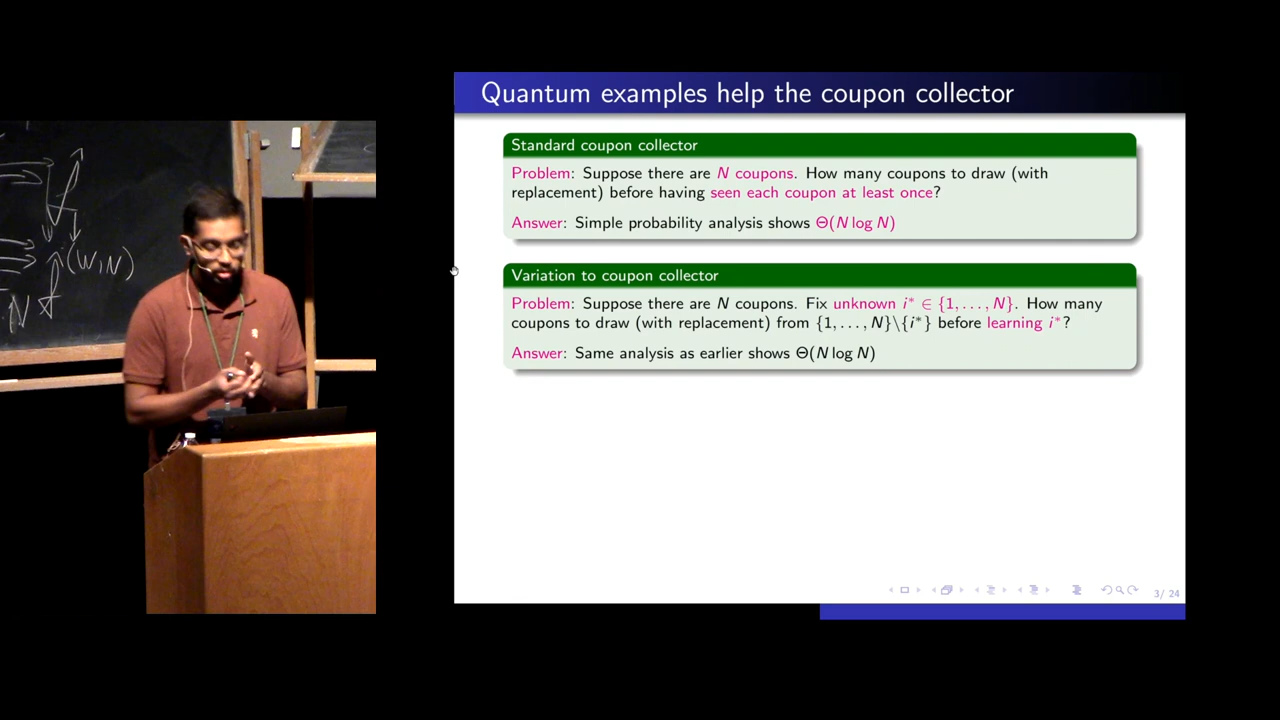 Quantum examples help the coupon collector
Standard coupon collector
Problem: Suppose there are N coupons. How many coupons to draw (with
replacement) before having seen each coupon at least once?
Answer: Simple probability analysis shows Θ(N log N)
Variation to coupon collector
Problem: Suppose there are N coupons. Fix unknown i* ∈ {1, . . . , N}. How many
coupons to draw (with replacement) from {1, . . . , N}\{i*} before learning i*?
Answer: Same analysis as earlier shows Θ(N log N)
3/ 24
(W,N)